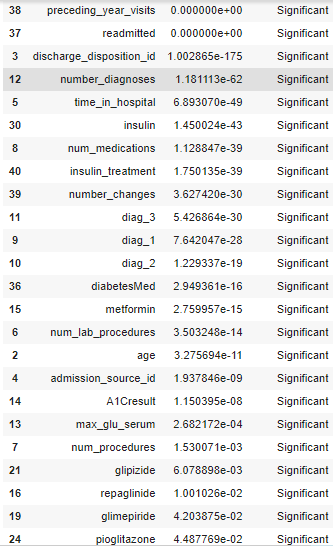 38 preceding_year_visits 0.000000e+00 Significant
37 readmitted 0.000000e+00 Significant
3 discharge_disposition_id 1.002865e-175 Significant
12 number_diagnoses 1.181113e-62 Significant
5 time_in_hospital 6.893070e-49 Significant
30 insulin 1.450024e-43 Significant
8 num_medications 1.128847e-39 Significant
40 insulin_treatment 1.750135e-39 Significant
39 number_changes 3.627420e-30 Significant
11 diag_3 5.426864e-30 Significant
9 diag_1 7.642047e-28 Significant
10 diag_2 1.229337e-19 Significant
36 diabetesMed 2.949361e-16 Significant
15 metformin 2.759957e-15 Significant
6 num_lab_procedures 3.503248e-14 Significant
2 age 3.275694e-11 Significant
4 admission_source_id 1.937846e-09 Significant
14 A1Cresult 1.150395e-08 Significant
13 max_glu_serum 2.682172e-04 Significant
7 num_procedures 1.530071e-03 Significant
21 glipizide 6.078898e-03 Significant
16 repaglinide 1.001026e-02 Significant
19 glimepiride 4.203875e-02 Significant
24 pioglitazone 4.487769e-02 Significant